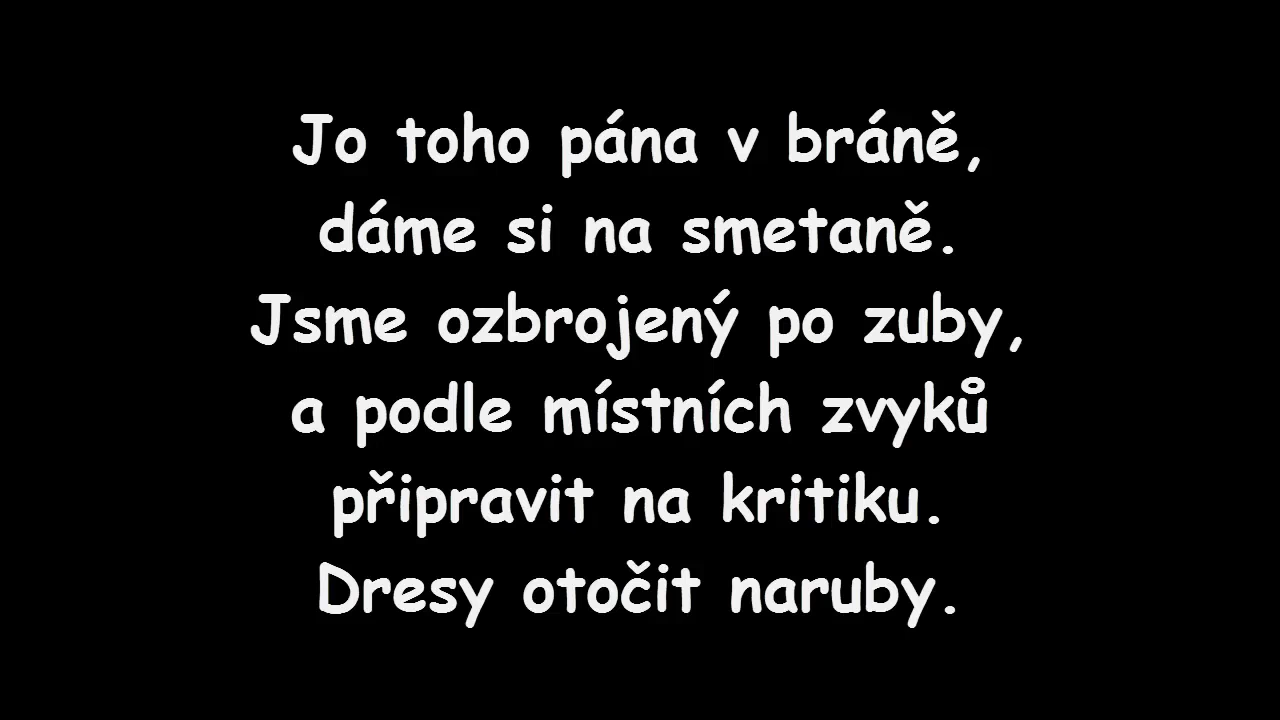 Jo toho pána v bráně,
dáme si na smetaně.
Jsme ozbrojený po zuby,
a podle místních zvyků
připravit na kritiku.
Dresy otočit naruby.